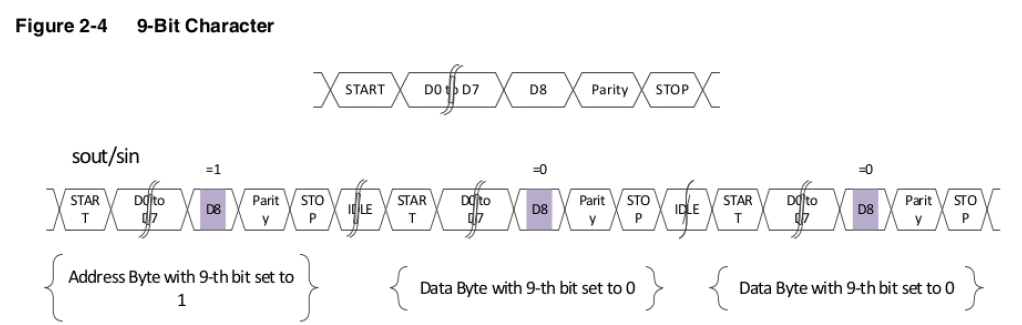 Figure 2-4 9-Bit Character
START D0 to D7 D8 Parity STOP
sout/sin
=1 =0 =0
STAR T D0 to D7 D8 Parit y STO P IDLE STAR T D0 to D7 D8 Parit y STO P IDLE STAR T D0 to D7 D8 Parit y STO P
Address Byte with 9-th bit set to
1
Data Byte with 9-th bit set to 0
Data Byte with 9-th bit set to 0